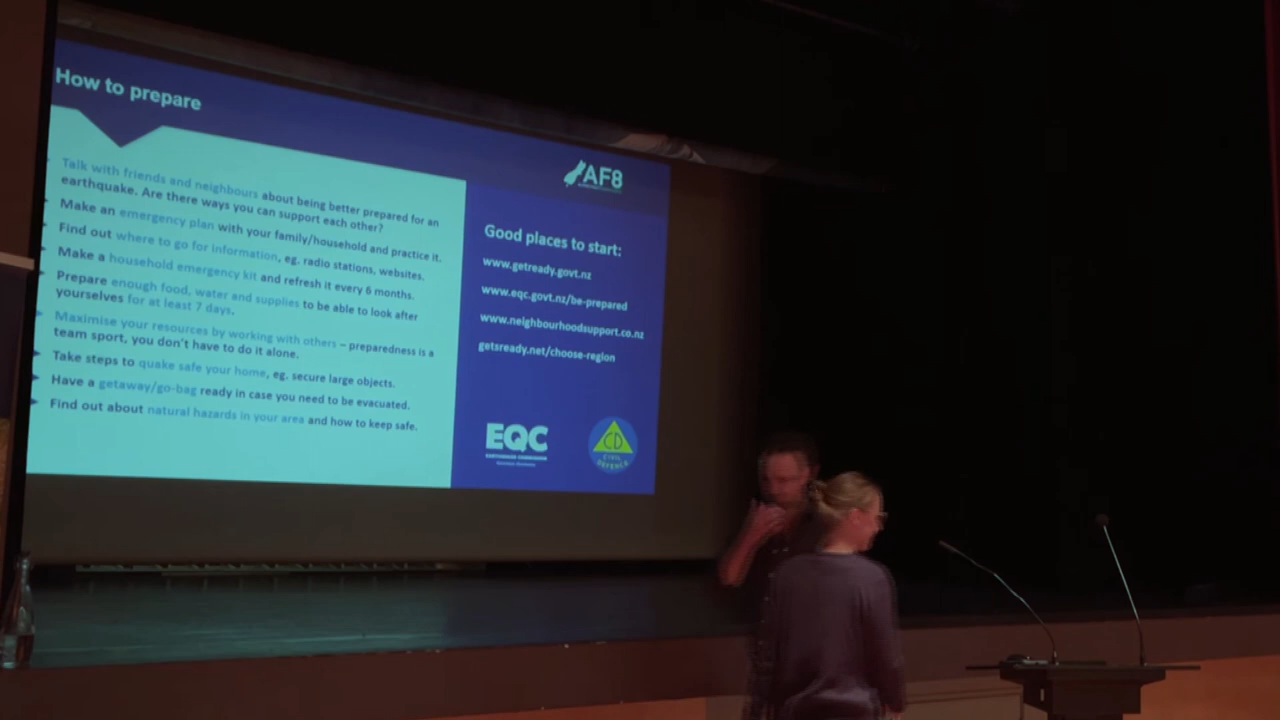 How to prepare
Talk with friends and neighbours about being better prepared for an
earthquake. Are there ways you can support each other?
Make an emergency plan with your family/household and practice it.
Find out where to go for information, eg. radio stations, websites.
Make a household emergency kit and refresh it every 6 months.
Prepare enough food, water and supplies to be able to look after
yourselves for at least 7 days.
Maximise your resources by working with others – preparedness is a
team sport, you don't have to do it alone.
Take steps to quake safe your home, eg. secure large objects.
Have a getaway/go-bag ready in case you need to be evacuated.
Find out about natural hazards in your area and how to keep safe.
AF8
Good places to start:
www.getready.govt.nz
www.eqc.govt.nz/be-prepared
www.neighbourhoodsupport.co.nz
getsready.net/choose-region
EQC
EARTHQUAKE COMMISSION
CD
CIVIL
DEFENCE